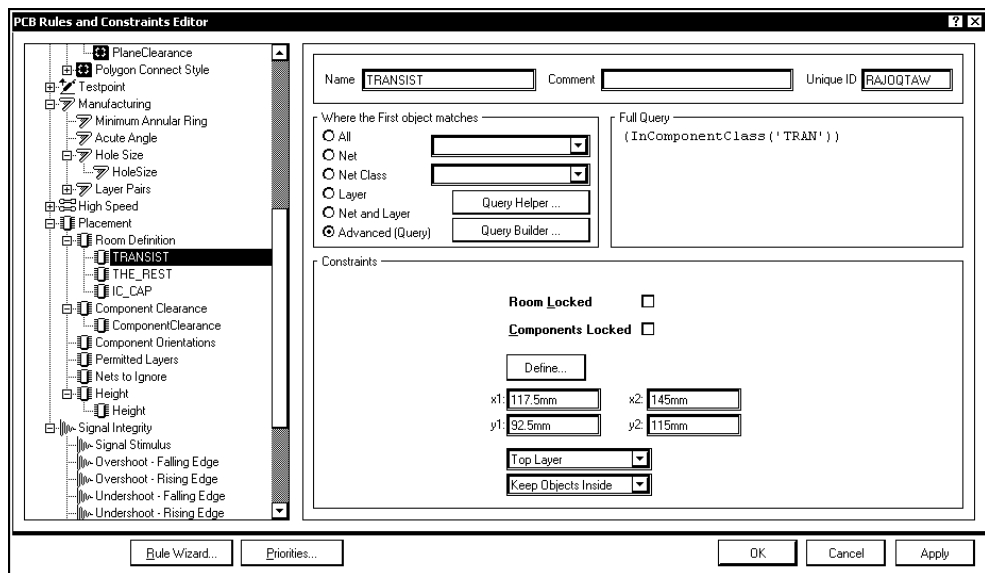 PCB Rules and Constraints Editor
PlaneClearance
Polygon Connect Style
Testpoint
Manufacturing
Minimum Annular Ring
Acute Angle
Hole Size
HoleSize
Layer Pairs
High Speed
Placement
Room Definition
TRANSIST
THE_REST
IC_CAP
Component Clearance
ComponentClearance
Component Orientations
Permitted Layers
Nets to Ignore
Height
Height
Signal Integrity
Signal Stimulus
Overshoot - Falling Edge
Overshoot - Rising Edge
Undershoot - Falling Edge
Undershoot - Rising Edge
Name TRANSIST Comment Unique ID RAJOQTAW
Where the First object matches
All
Net
Net Class
Layer
Net and Layer
Advanced (Query)
Query Helper ...
Query Builder ...
Full Query
(InComponentClass('TRAN'))
Constraints
Room Locked
Components Locked
Define...
x1: 117.5mm x2: 145mm
y1: 92.5mm y2: 115mm
Top Layer
Keep Objects Inside
Rule Wizard... Priorities... OK Cancel Apply